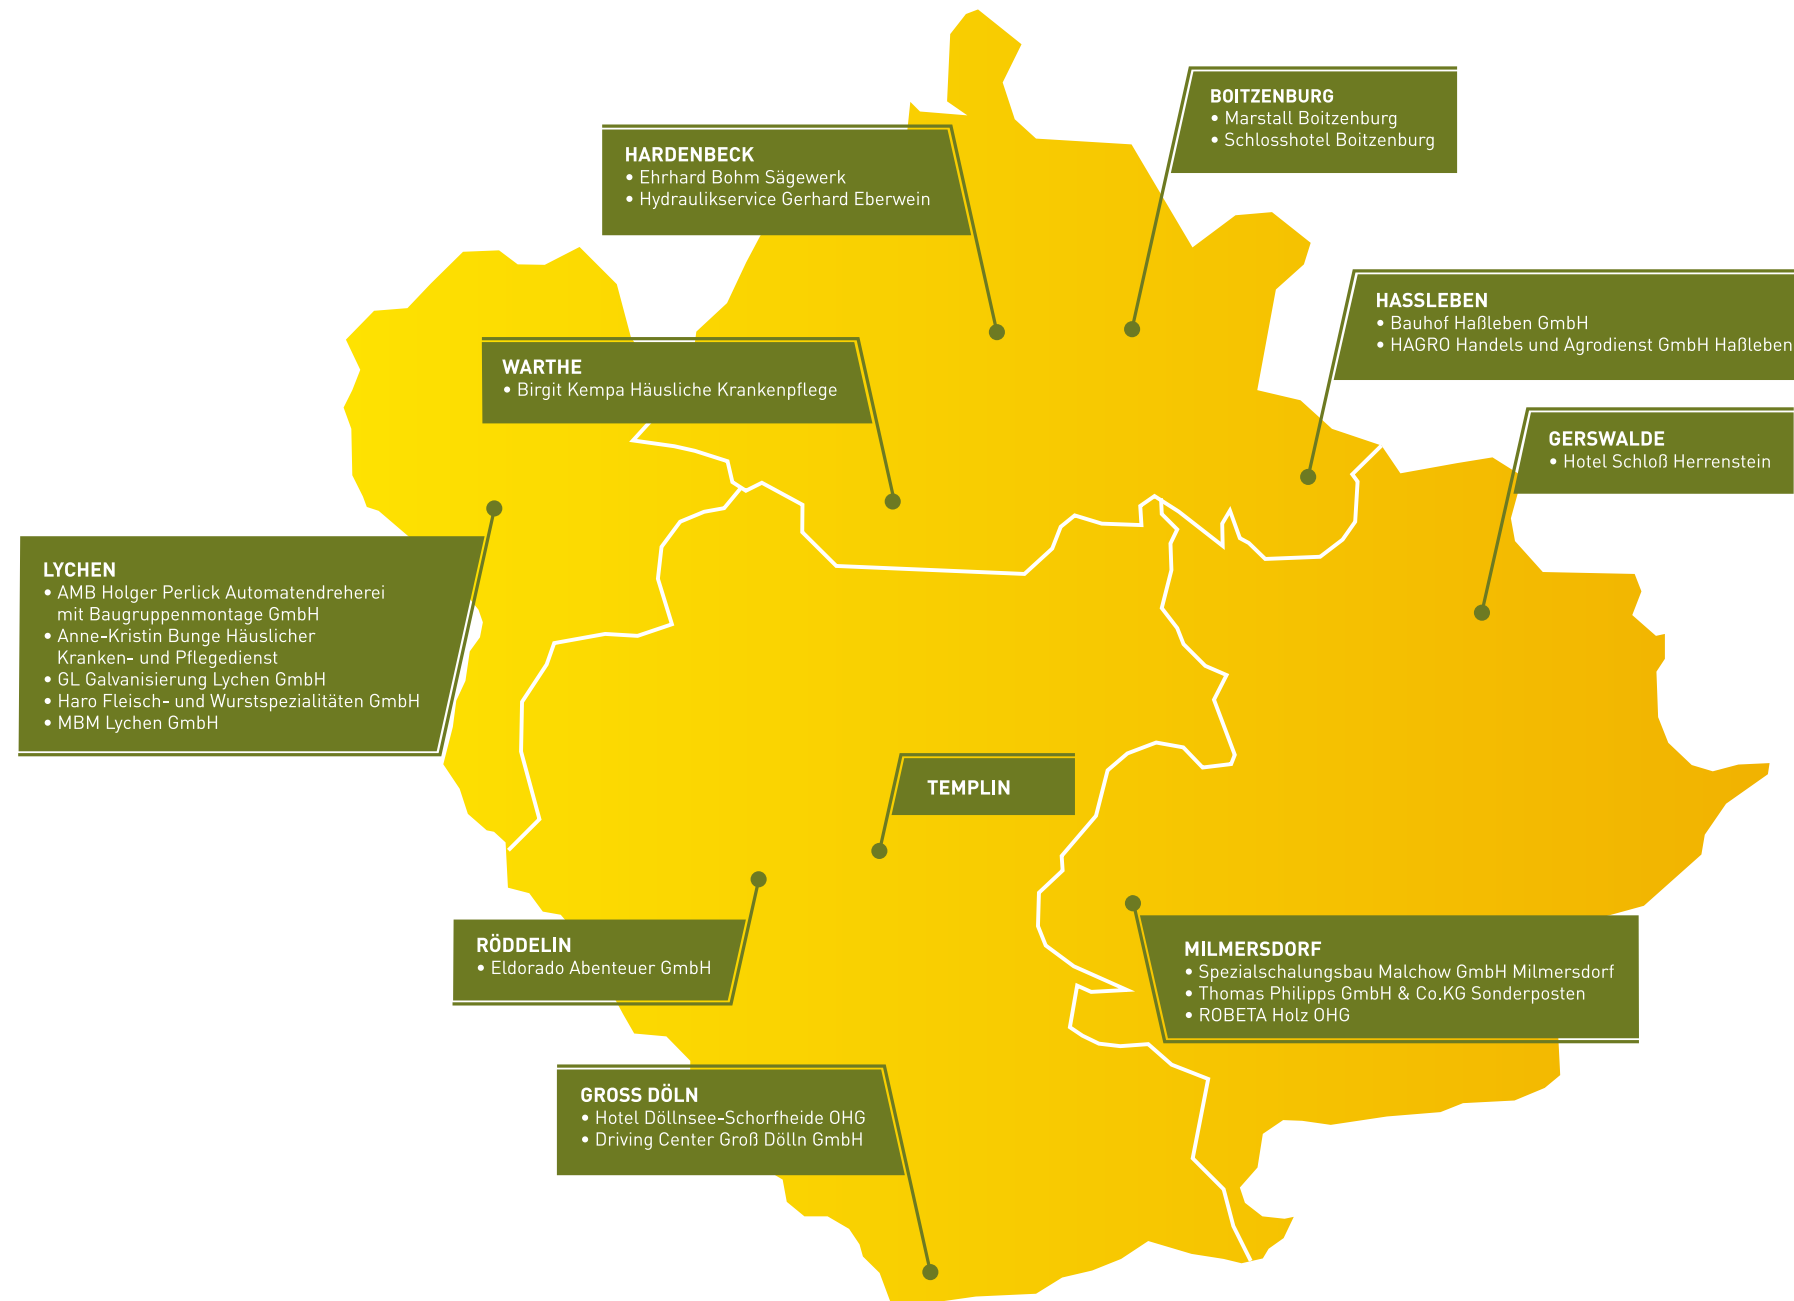 BOITZENBURG
• Marstall Boitzenburg
• Schlosshotel Boitzenburg
HARDENBECK
• Ehrhard Bohm Sägewerk
• Hydraulikservice Gerhard Eberwein
HASSLEBEN
• Bauhof Haßleben GmbH
• HAGRO Handels und Agrodienst GmbH Haßleben
WARTHE
• Birgit Kempa Häusliche Krankenpflege
GERSWALDE
• Hotel Schloß Herrenstein
LYCHEN
• AMB Holger Perlick Automatendreherei
mit Baugruppenmontage GmbH
• Anne-Kristin Bunge Häuslicher
Kranken- und Pflegedienst
• GL Galvanisierung Lychen GmbH
• Haro Fleisch- und Wurstspezialitäten GmbH
• MBM Lychen GmbH
TEMPLIN
RÖDDELIN
• Eldorado Abenteuer GmbH
MILMERSDORF
• Spezialschalungsbau Malchow GmbH Milmersdorf
• Thomas Philipps GmbH & Co.KG Sonderposten
• ROBETA Holz OHG
GROSS DÖLN
• Hotel Döllnsee-Schorfheide OHG
• Driving Center Groß Dölln GmbH